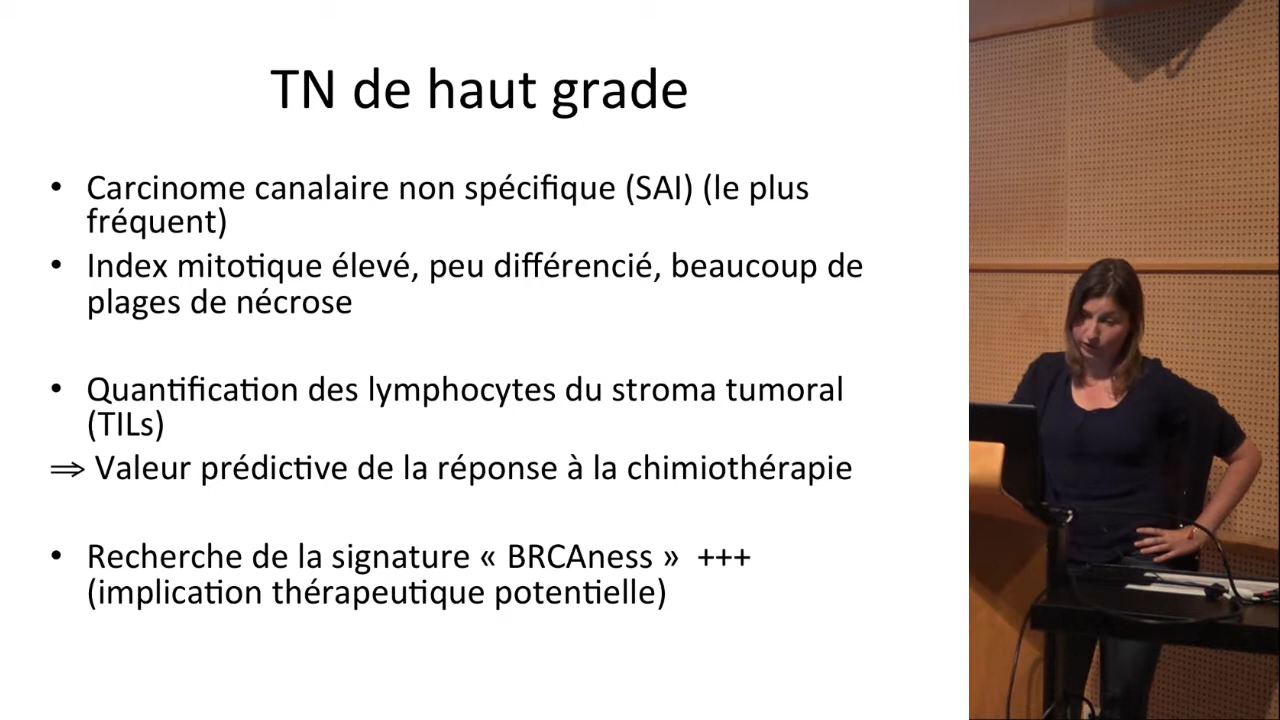 TN de haut grade
• Carcinome canalaire non spécifique (SAI) (le plus
fréquent)
• Index mitotique élevé, peu différencié, beaucoup de
plages de nécrose
• Quantification des lymphocytes du stroma tumoral
(TILs)
⇒ Valeur prédictive de la réponse à la chimiothérapie
• Recherche de la signature « BRCAness » +++
(implication thérapeutique potentielle)